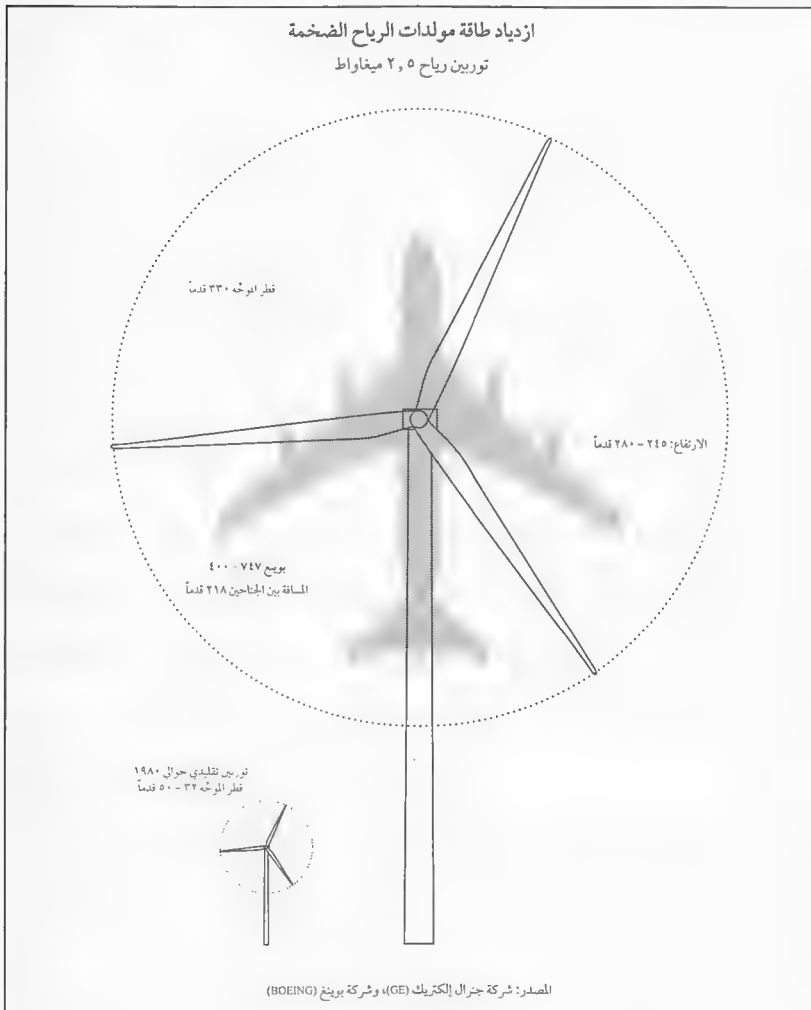 ازدياد طاقة مولدات الرياح الضخمة
توربين رياح ٢,٥ ميغاواط
قطر الموجّه ٣٣٠ قدماً
الارتفاع: ٢٤٥ – ٢٨٠ قدماً
بوينغ ٧٤٧ – ٤٠٠
المسافة بين الجناحين ٢١٨ قدماً
توربين تقليدي حوالى ١٩٨٠
قطر الموجّه ٣٢ – ٥٠ قدماً
المصدر: شركة جنرال إلكتريك (GE)، وشركة بوينغ (BOEING)